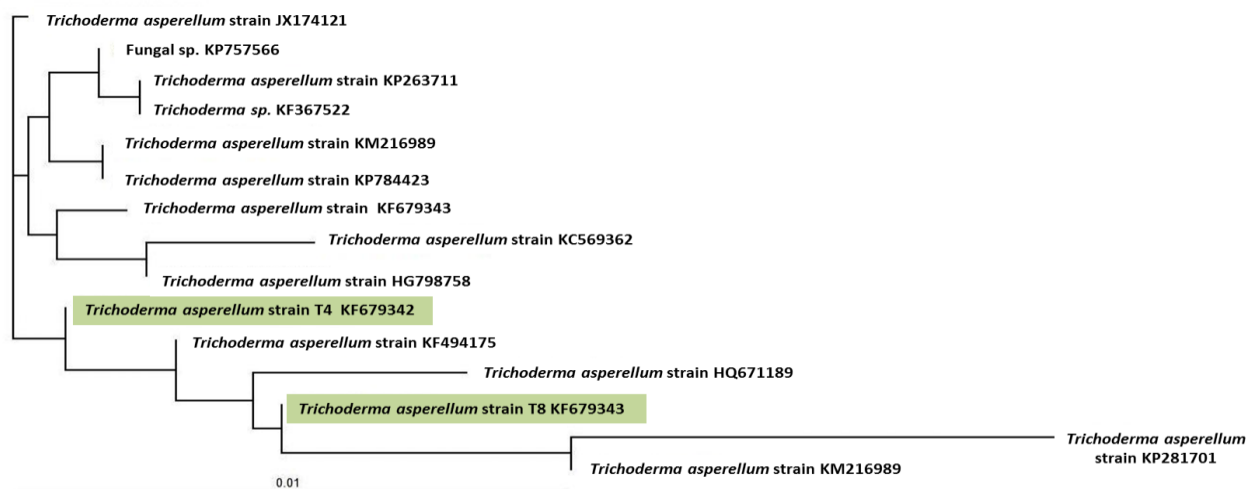 Trichoderma asperellum strain JX174121
Fungal sp. KP757566
Trichoderma asperellum strain KP263711
Trichoderma sp. KF367522
Trichoderma asperellum strain KM216989
Trichoderma asperellum strain KP784423
Trichoderma asperellum strain KF679343
Trichoderma asperellum strain KC569362
Trichoderma asperellum strain HG798758
Trichoderma asperellum strain T4 KF679342
Trichoderma asperellum strain KF494175
Trichoderma asperellum strain HQ671189
Trichoderma asperellum strain T8 KF679343
Trichoderma asperellum
strain KP281701
Trichoderma asperellum strain KM216989
0.01